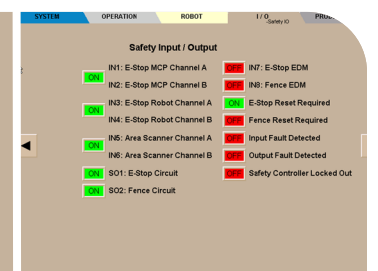 SYSTEM OPERATION ROBOT I / O -Safety IO
Safety Input / Output
ON IN1: E-Stop MCP Channel A
IN2: E-Stop MCP Channel B
ON IN3: E-Stop Robot Channel A
IN4: E-Stop Robot Channel B
ON IN5: Area Scanner Channel A
IN6: Area Scanner Channel B
ON SO1: E-Stop Circuit
ON SO2: Fence Circuit
OFF IN7: E-Stop EDM
OFF IN8: Fence EDM
ON E-Stop Reset Required
OFF Fence Reset Required
OFF Input Fault Detected
OFF Output Fault Detected
OFF Safety Controller Locked Out